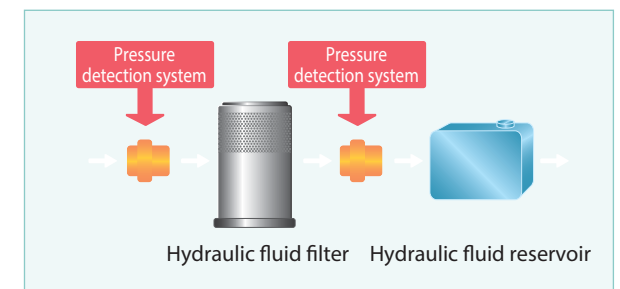 Pressure
detection system
Pressure
detection system
Hydraulic fluid filter
Hydraulic fluid reservoir